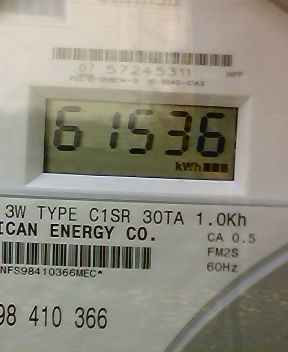 07 57245311
HPP
61536
kWh
3W TYPE C1SR 30TA 1.0Kh
ICAN ENERGY CO.
CA 0.5
FM2S
NFS98410366MEC*
60Hz
98 410 366